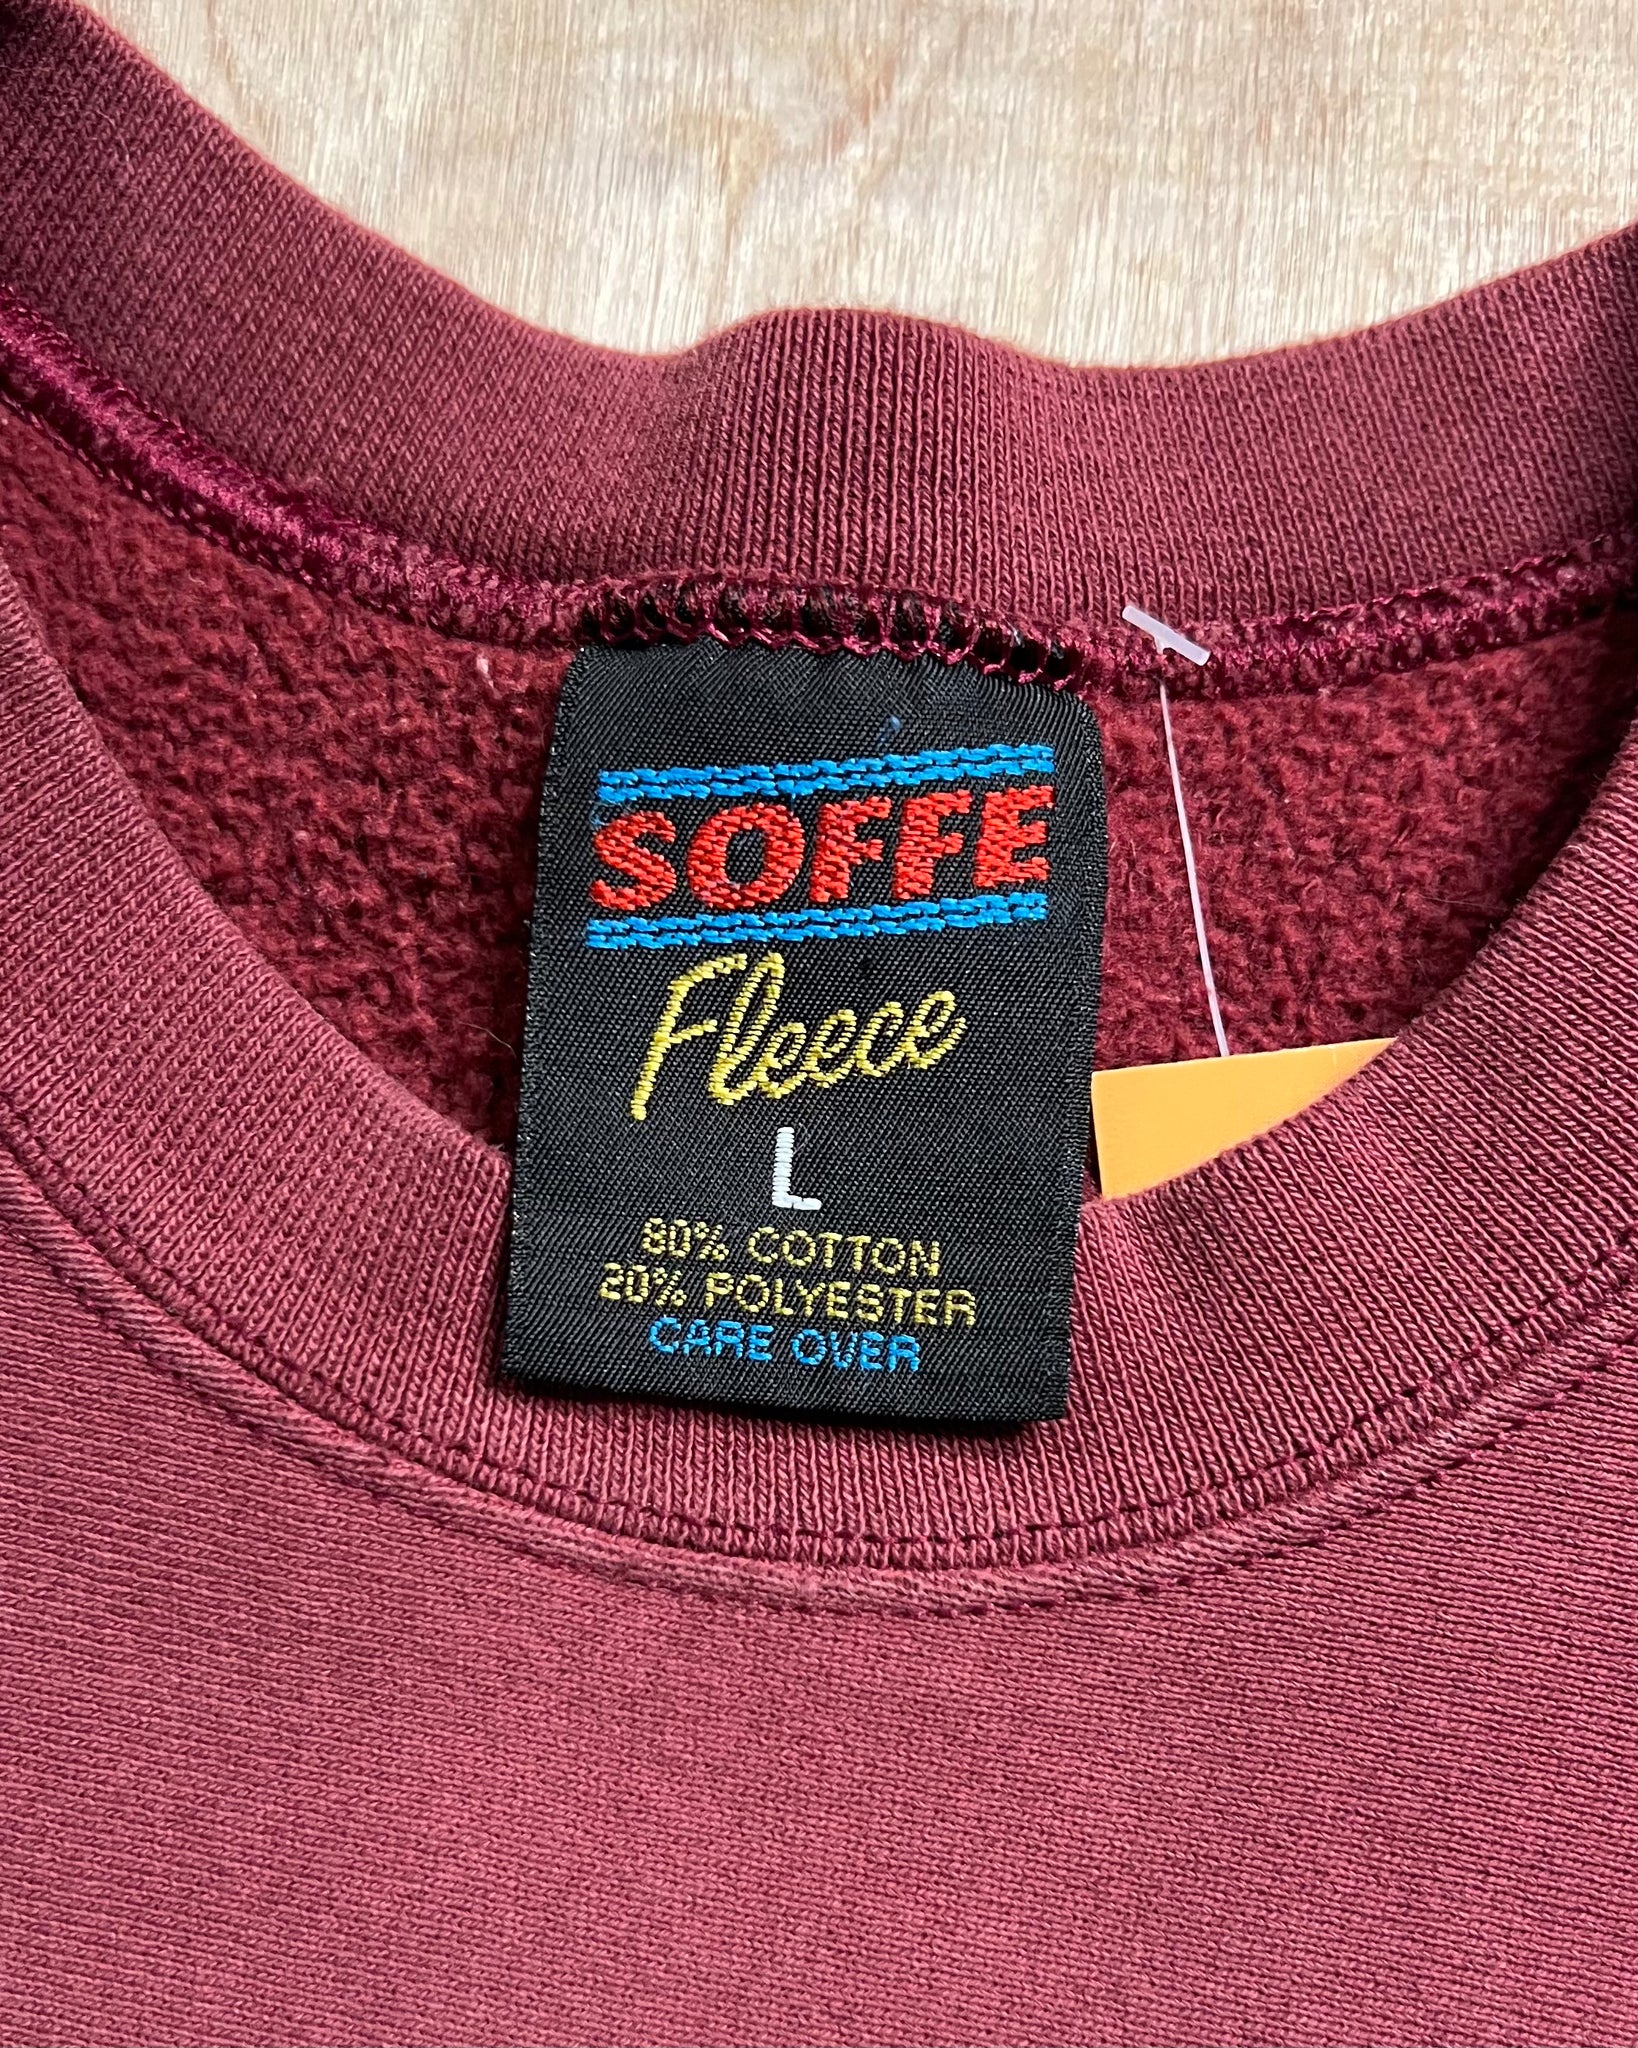 SOFFE
Fleece
L
80% COTTON
20% POLYESTER
CARE OVER